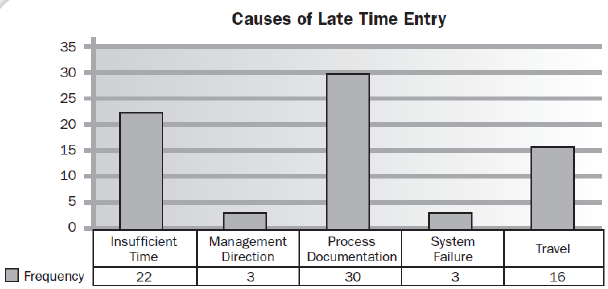 Causes of Late Time Entry
35
30
25
20
15
10
5
0
Insufficient Time
Management Direction
Process Documentation
System Failure
Travel
Frequency 22 3 30 3 16